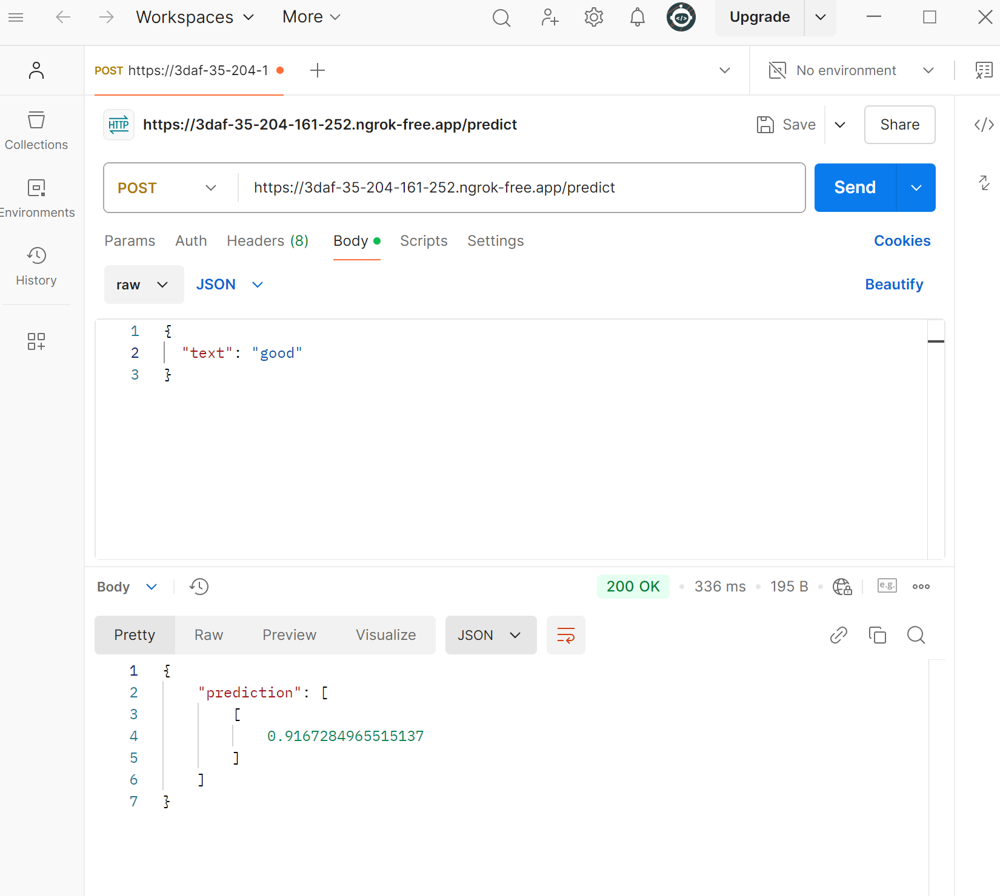 Workspaces More Upgrade
POST https://3daf-35-204-1 No environment
HTTP https://3daf-35-204-161-252.ngrok-free.app/predict Save Share
Collections
POST https://3daf-35-204-161-252.ngrok-free.app/predict Send
Environments
Params Auth Headers (8) Body Scripts Settings Cookies
History
raw JSON Beautify
1 {
2 "text": "good"
3 }
Body 200 OK 336 ms 195 B e.g.
Pretty Raw Preview Visualize JSON
1 {
2 "prediction": [
3 [
4 0.9167284965515137
5 ]
6 ]
7 }